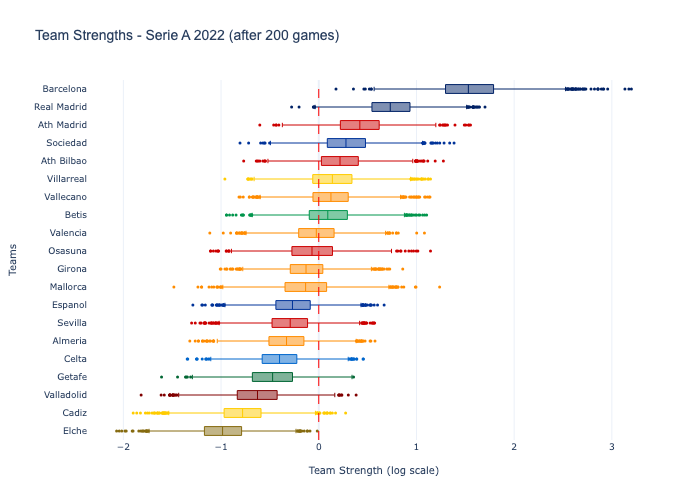 Team Strengths - Serie A 2022 (after 200 games)
Barcelona
Real Madrid
Ath Madrid
Sociedad
Ath Bilbao
Villarreal
Vallecano
Betis
Valencia
Osasuna
Girona
Mallorca
Espanol
Sevilla
Almeria
Celta
Getafe
Valladolid
Cadiz
Elche
Teams
−2 −1 0 1 2 3
Team Strength (log scale)